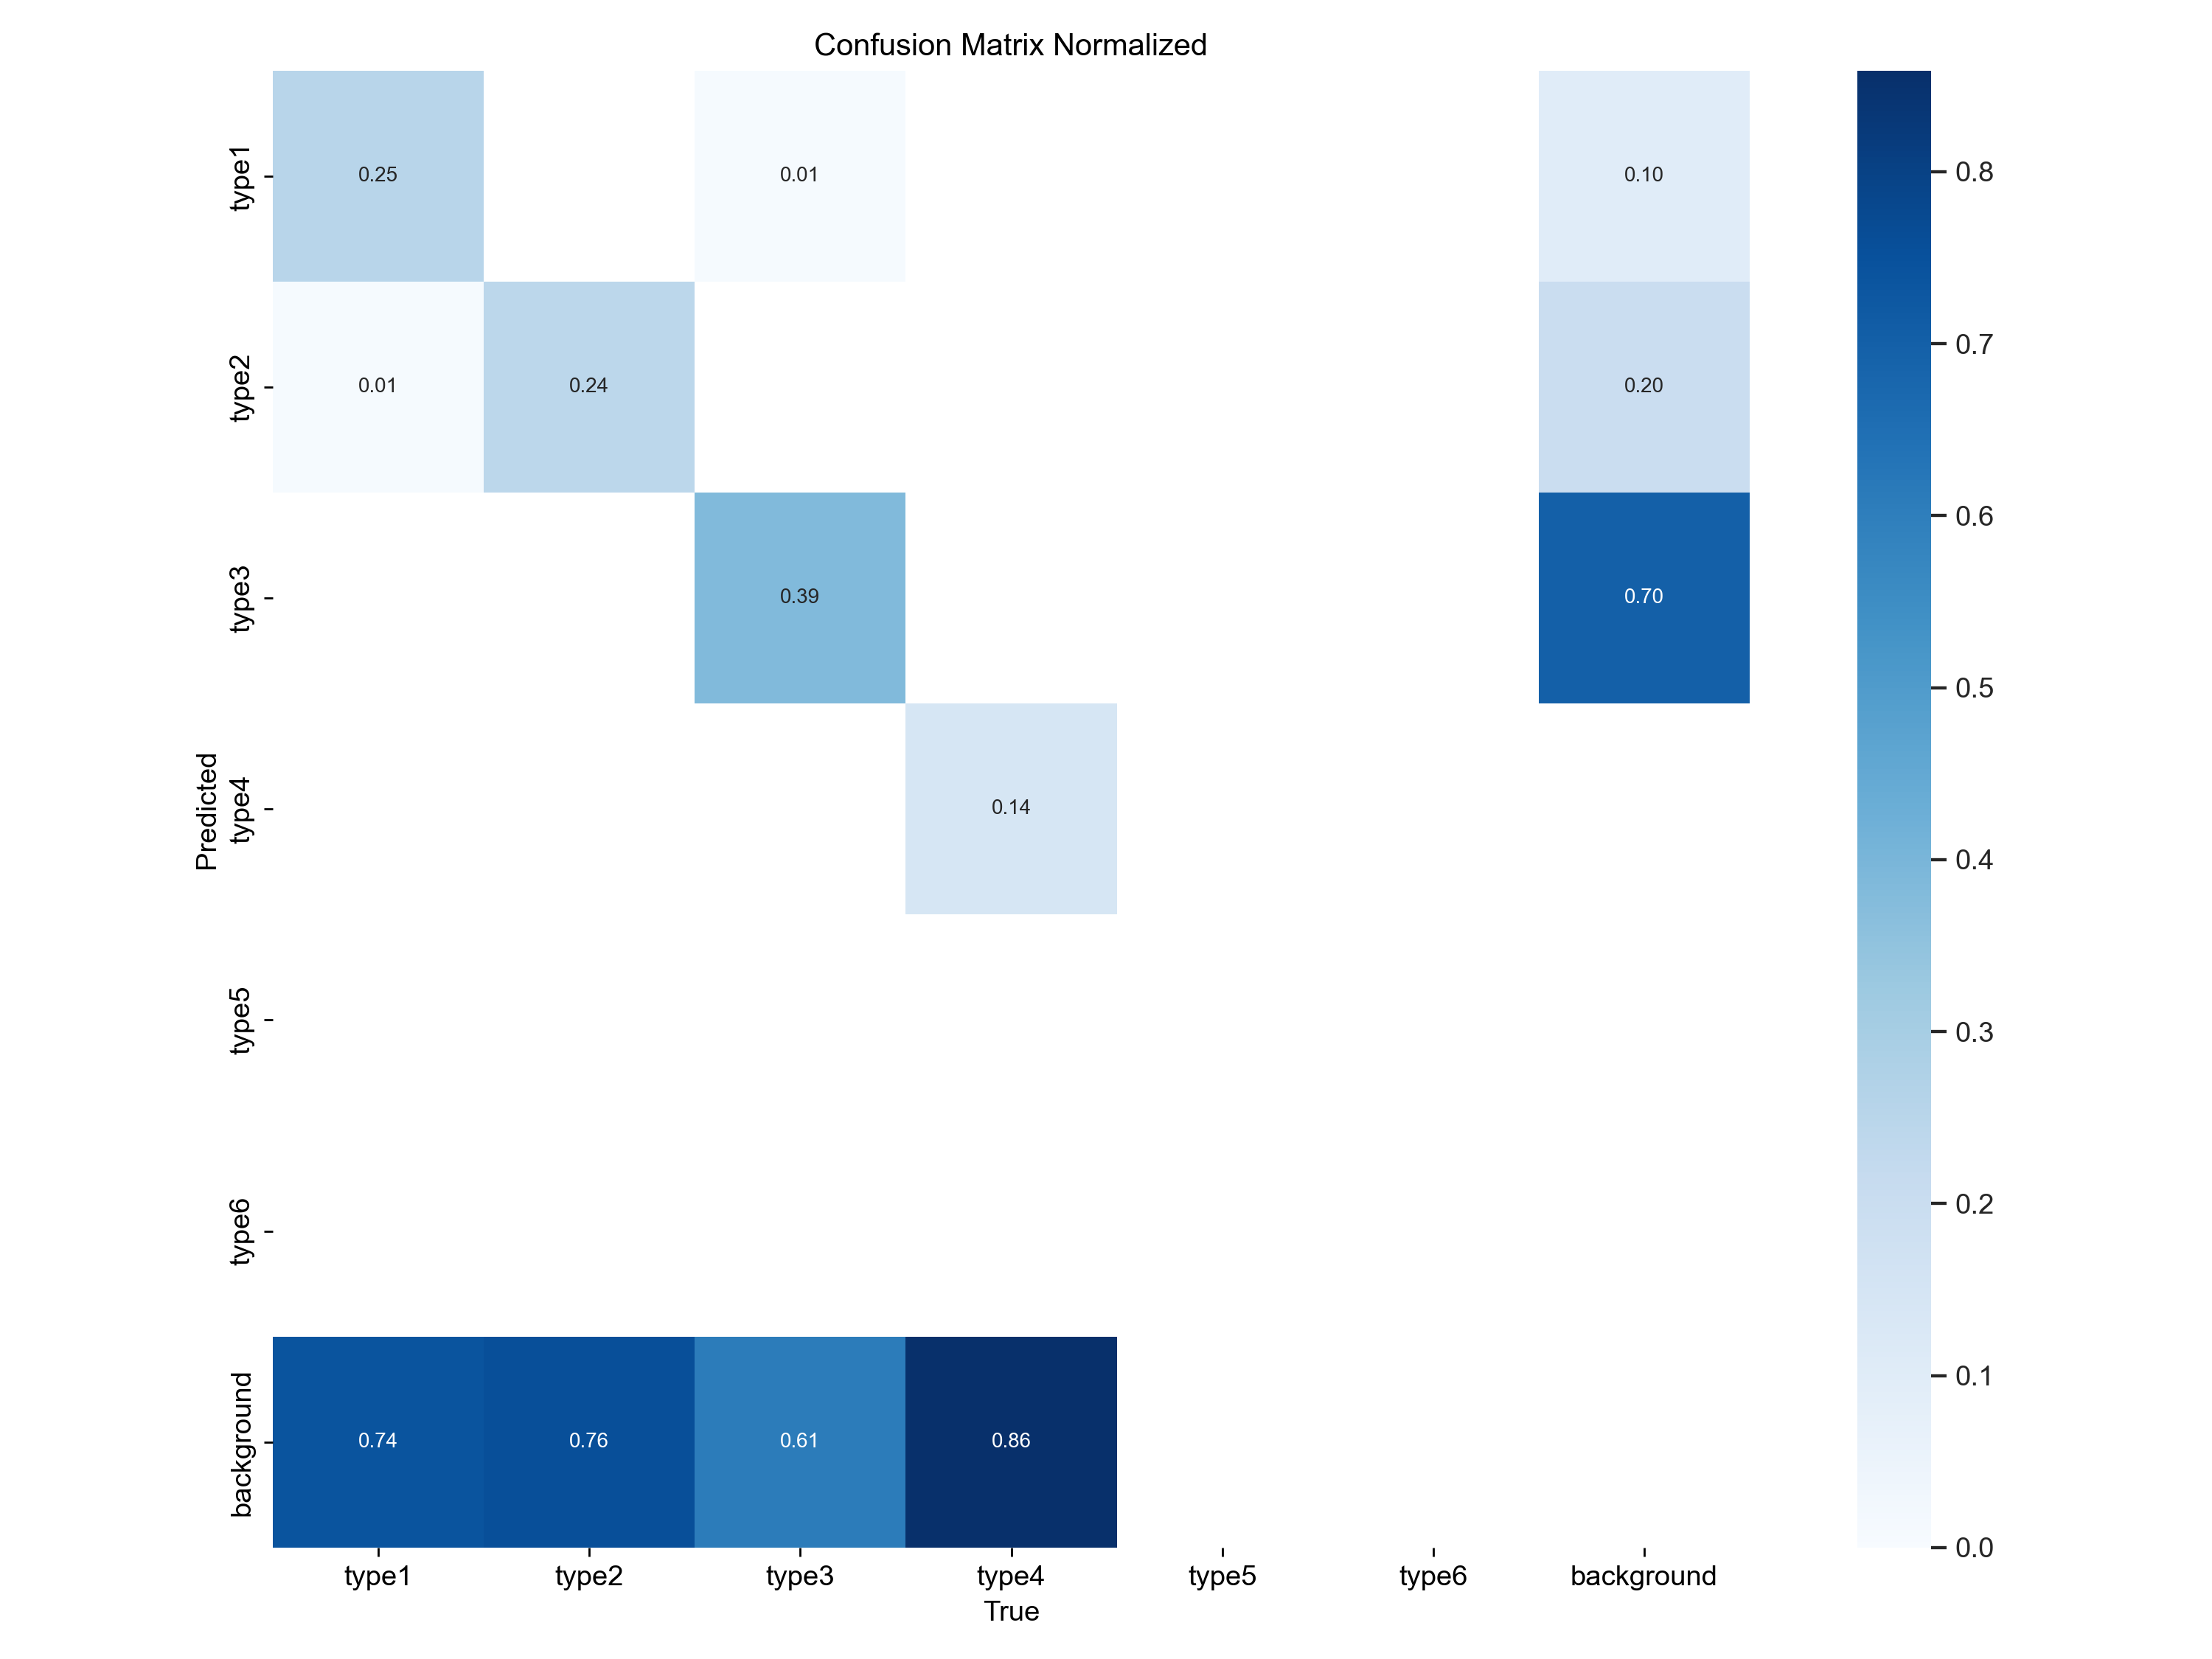 Confusion Matrix Normalized
type1
0.25
0.01
0.10
0.8
type2
0.01
0.24
0.20
0.7
type3
0.39
0.70
0.6
0.5
Predicted
type4
0.14
0.4
type5
0.3
type6
0.2
background
0.74
0.76
0.61
0.86
0.1
0.0
type1 type2 type3 type4 type5 type6 background
True